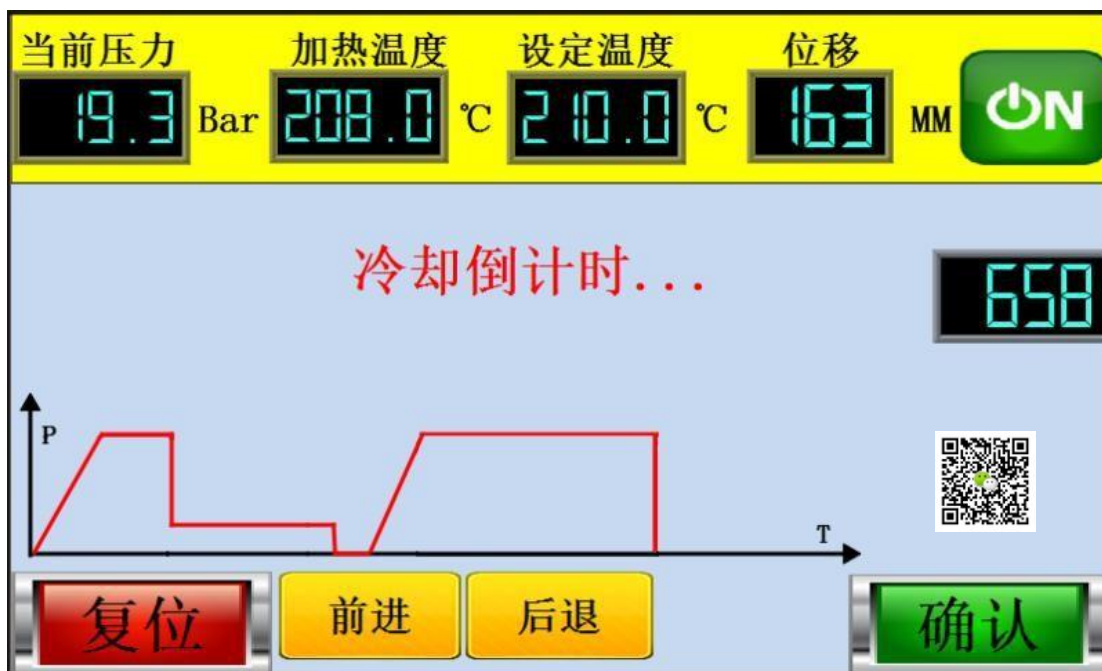 当前压力 加热温度 设定温度 位移
19.3 Bar 208.0 ℃ 210.0 ℃ 163 MM ON
冷却倒计时...
658
P
T
复位 前进 后退 确认